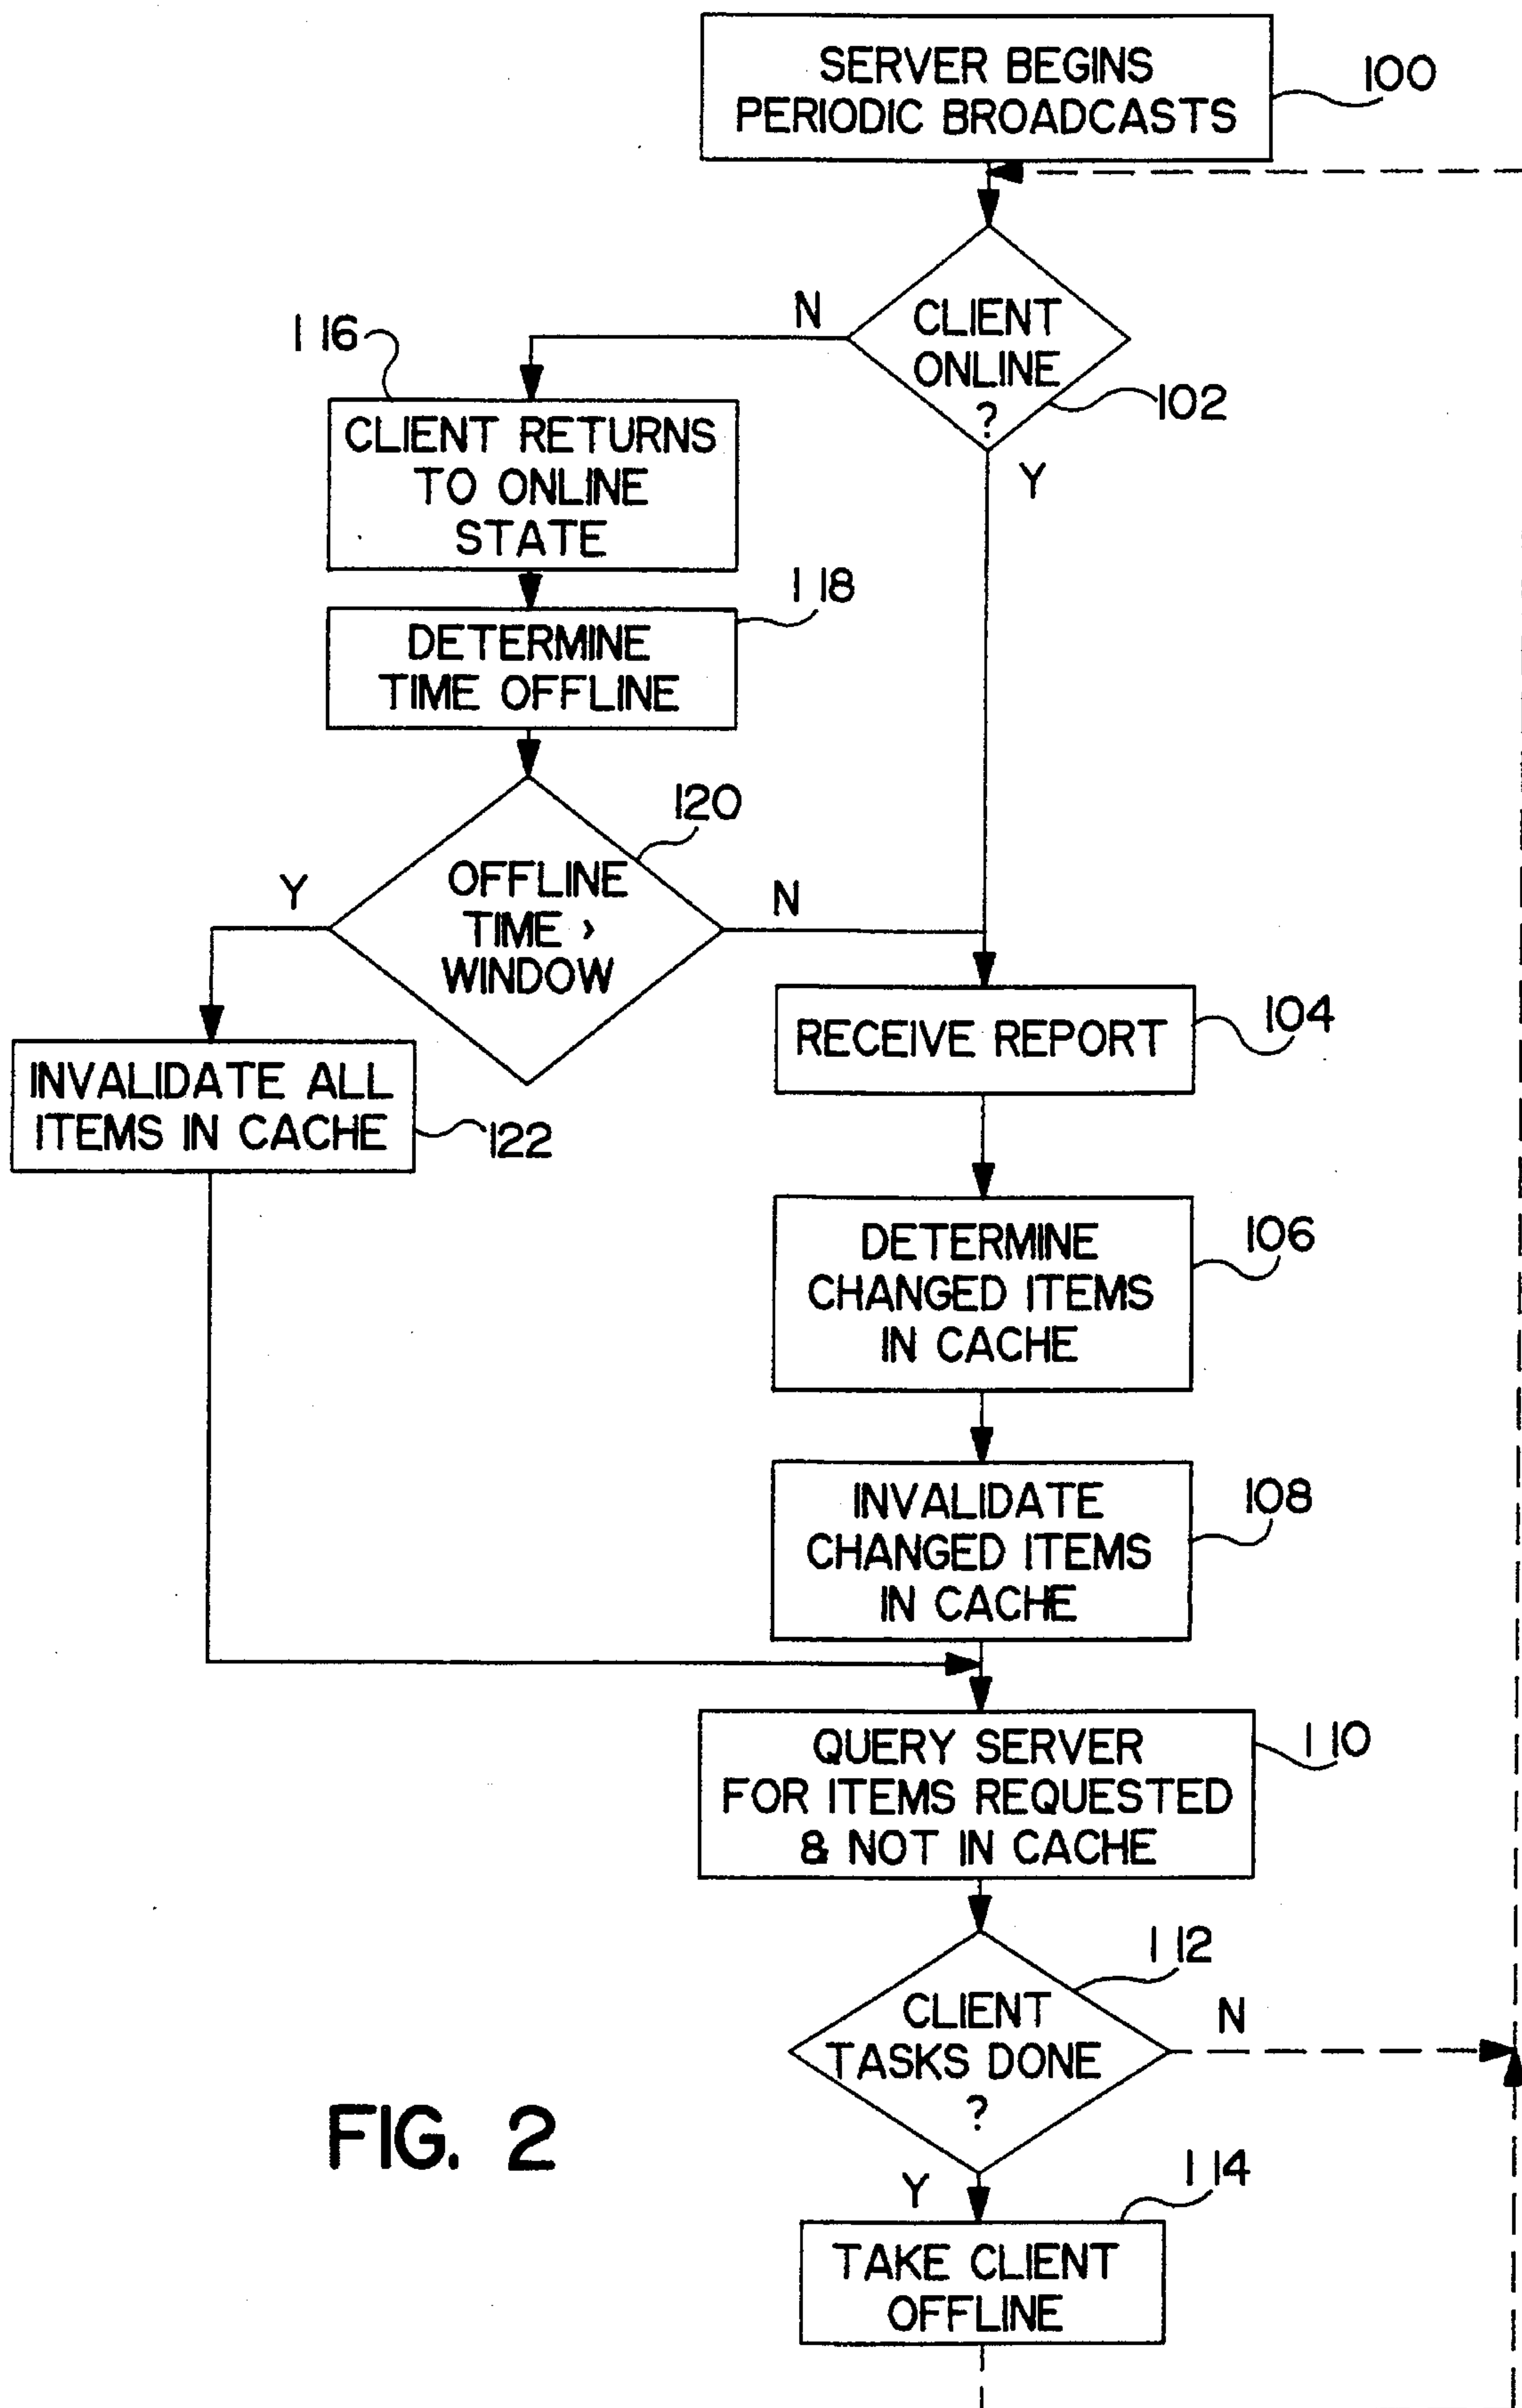 SERVER BEGINS
PERIODIC BROADCASTS
100
CLIENT
ONLINE
?
102
N
Y
116
CLIENT RETURNS
TO ONLINE
STATE
118
DETERMINE
TIME OFFLINE
120
OFFLINE
TIME >
WINDOW
Y
N
INVALIDATE ALL
ITEMS IN CACHE
122
RECEIVE REPORT
104
DETERMINE
CHANGED ITEMS
IN CACHE
106
INVALIDATE
CHANGED ITEMS
IN CACHE
108
QUERY SERVER
FOR ITEMS REQUESTED
& NOT IN CACHE
110
CLIENT
TASKS DONE
?
112
N
Y
TAKE CLIENT
OFFLINE
114
FIG. 2